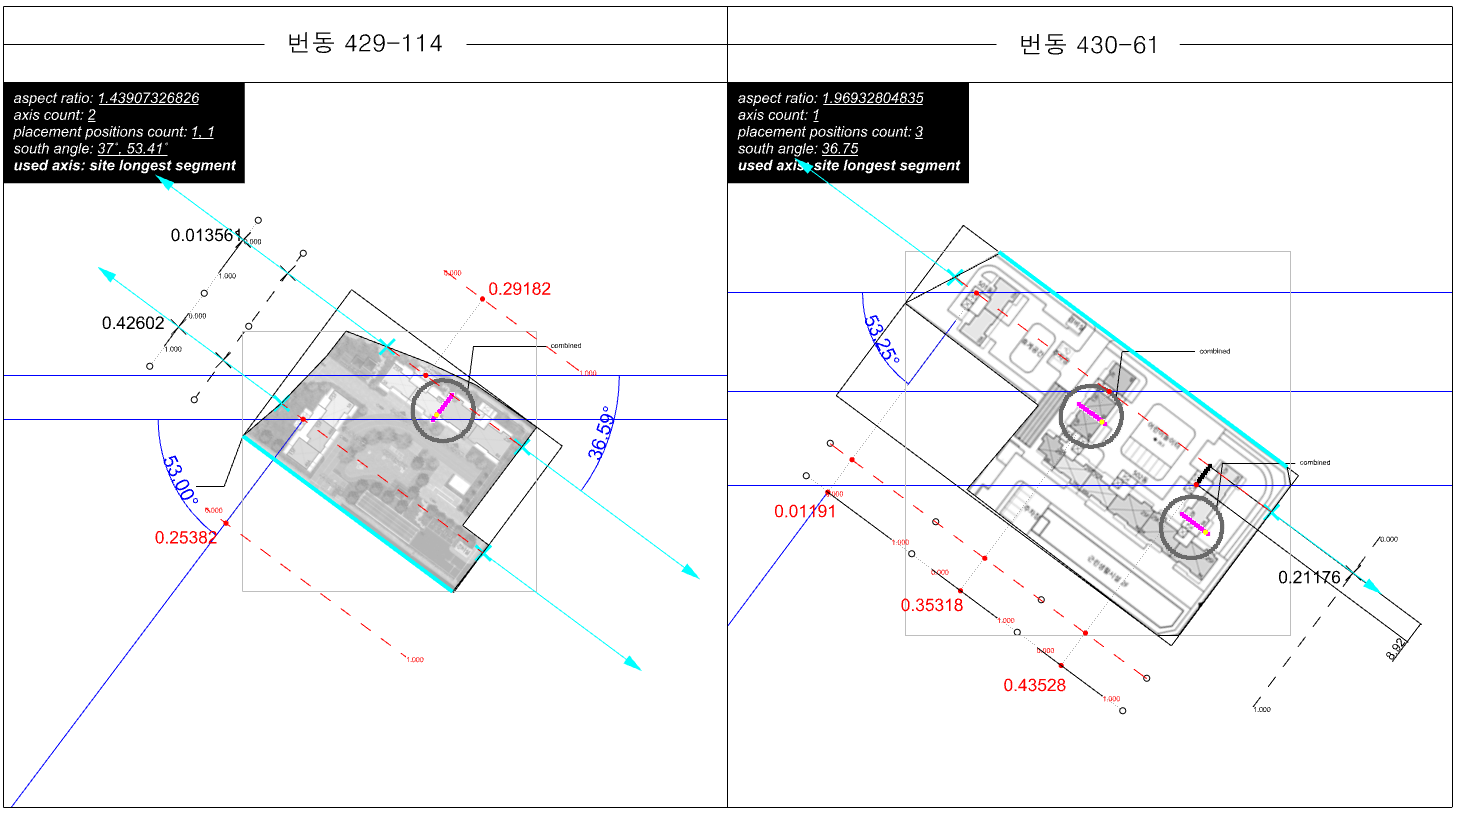 번동 429-114
aspect ratio: 1.43907326826
axis count: 2
placement positions count: 1, 1
south angle: 37˚, 53.41˚
used axis: site longest segment
0.013561
0.000
1.000
0.42602
0.000
1.000
0.000
0.29182
combined
1.000
36.59°
53.00°
0.000
0.25382
1.000
번동 430-61
aspect ratio: 1.96932804835
axis count: 1
placement positions count: 3
south angle: 36.75
used axis: site longest segment
53.25°
combined
combined
0.000
0.01191
1.000
0.000
0.35318
1.000
0.000
0.43528
1.000
0.000
0.21176
1.000
8.92